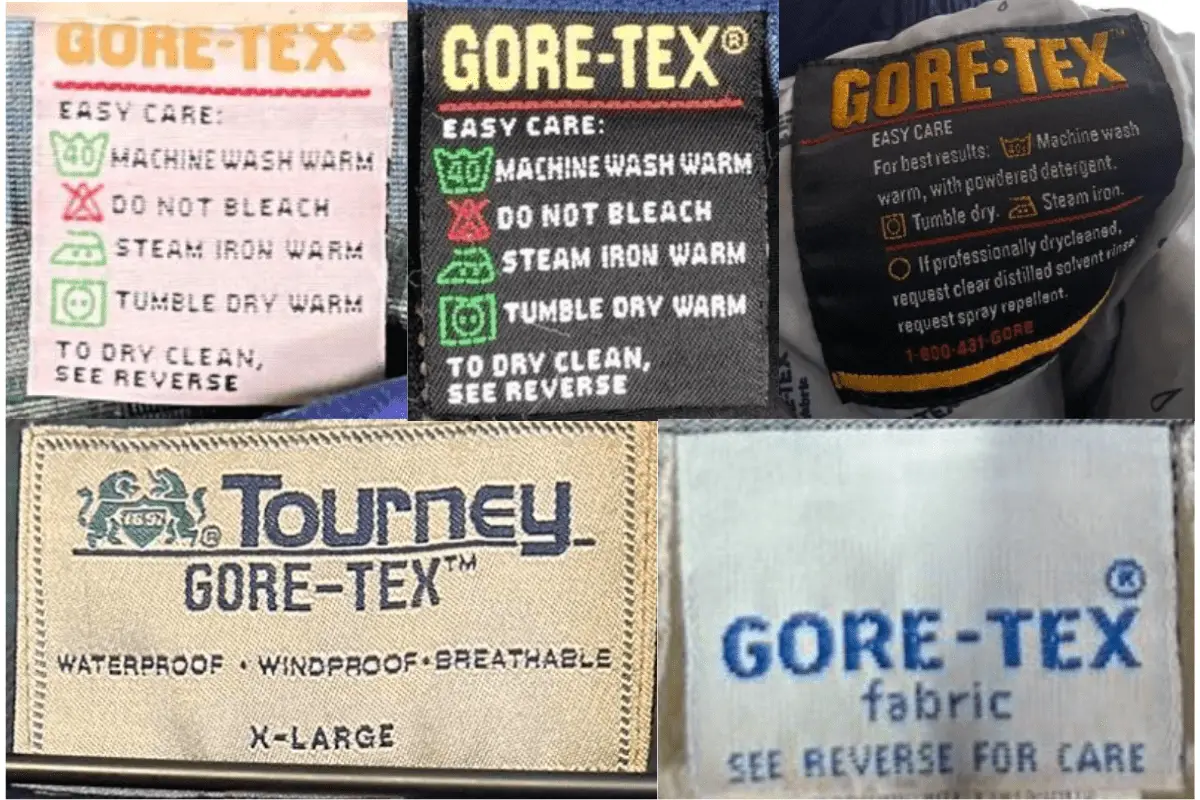 GORE-TEX®
EASY CARE:
40 MACHINE WASH WARM
DO NOT BLEACH
STEAM IRON WARM
TUMBLE DRY WARM
TO DRY CLEAN,
SEE REVERSE
GORE-TEX®
EASY CARE:
40 MACHINE WASH WARM
DO NOT BLEACH
STEAM IRON WARM
TUMBLE DRY WARM
TO DRY CLEAN,
SEE REVERSE
GORE-TEX™
EASY CARE
For best results: Machine wash
warm, with powdered detergent.
Tumble dry. Steam iron.
If professionally drycleaned,
request clear distilled solvent rinse
request spray repellent.
1-800-431-GORE
Tourney
®
GORE-TEX™
WATERPROOF • WINDPROOF • BREATHABLE
X-LARGE
GORE-TEX®
fabric
SEE REVERSE FOR CARE